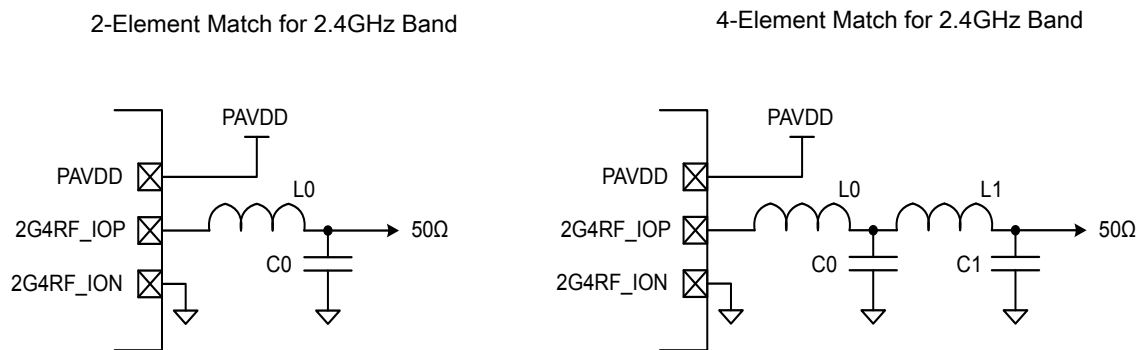 2-Element Match for 2.4GHz Band
PAVDD
PAVDD
L0
2G4RF_IOP
50Ω
C0
2G4RF_ION
4-Element Match for 2.4GHz Band
PAVDD
PAVDD
L0
L1
2G4RF_IOP
50Ω
C0
C1
2G4RF_ION